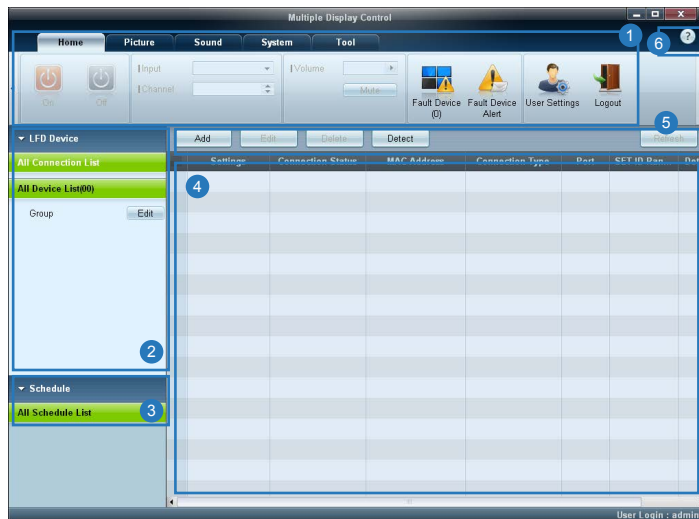 Multiple Display Control
Home Picture Sound System Tool 1 6 ?
Input Volume
Channel Mute
On Off Fault Device (0) Fault Device Alert User Settings Logout
5
LFD Device Add Edit Delete Detect Refresh
All Connection List Settings Connection Status MAC Address Connection Type Port SET ID Ran Det
All Device List(00) 4
Group Edit
2
Schedule
All Schedule List 3
User Login : admin